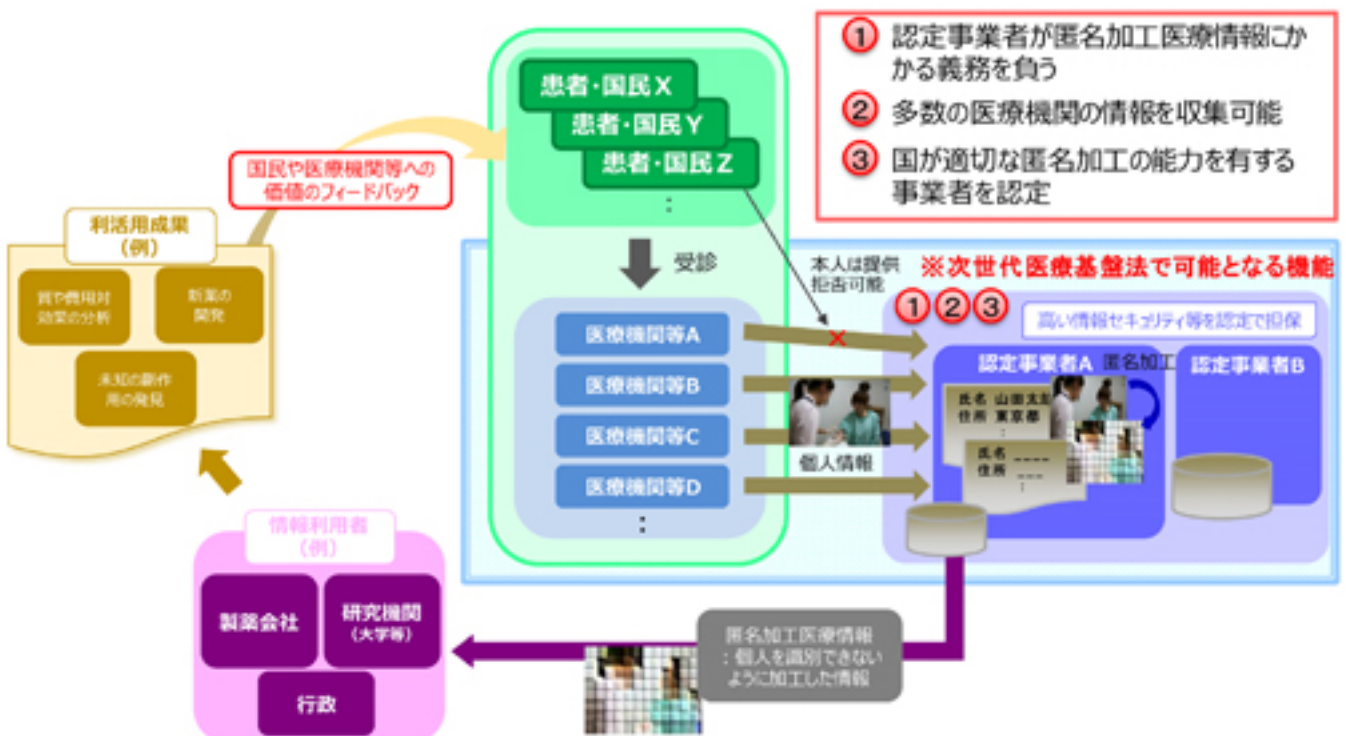 ① 認定事業者が匿名加工医療情報にか
かる義務を負う
② 多数の医療機関の情報を収集可能
③ 国が適切な匿名加工の能力を有する
事業者を認定
患者・国民X
患者・国民Y
患者・国民Z
:
国民や医療機関等への
価値のフィードバック
利活用成果
(例)
質や費用対
効果の分析
新薬の
開発
未知の副作
用の発見
受診
本人は提供
拒否可能
※次世代医療基盤法で可能となる機能
①②③
高い情報セキュリティ等を認定で担保
医療機関等A
医療機関等B
医療機関等C
医療機関等D
:
個人情報
認定事業者A
匿名加工
認定事業者B
氏名 山田太郎
住所 東京都
:
氏名 ----
住所 ---
:
情報利用者
(例)
製薬会社
研究機関
(大学等)
行政
匿名加工医療情報
:個人を識別できない
ように加工した情報